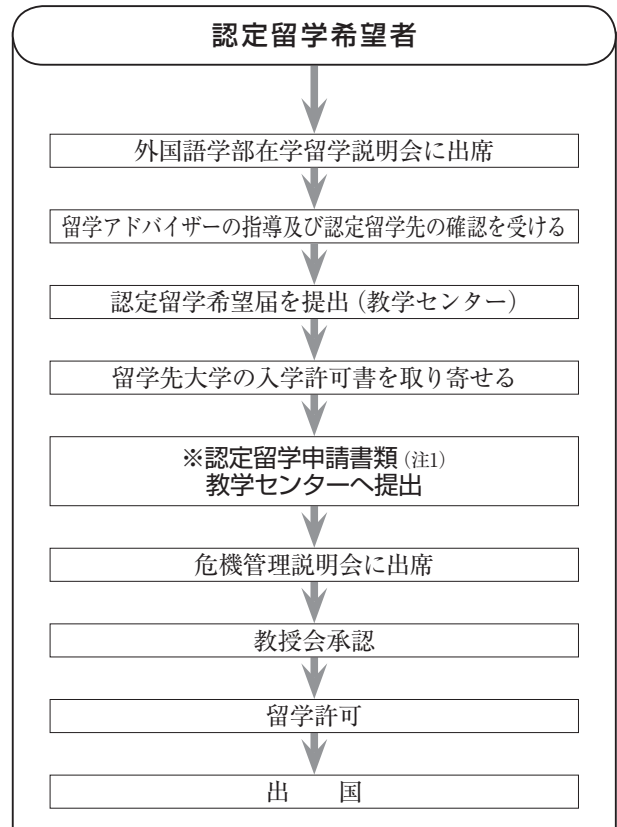 認定留学希望者
外国語学部在学留学説明会に出席
留学アドバイザーの指導及び認定留学先の確認を受ける
認定留学希望届を提出（教学センター）
留学先大学の入学許可書を取り寄せる
※認定留学申請書類（注1）
教学センターへ提出
危機管理説明会に出席
教授会承認
留学許可
出　　国